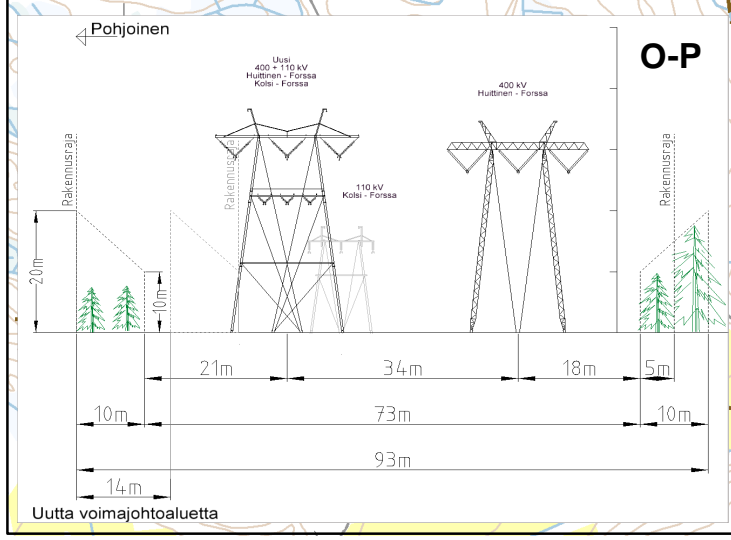 Pohjoinen
O-P
Uusi
400 + 110 kV
Huittinen - Forssa
Kolsi - Forssa
400 kV
Huittinen - Forssa
110 kV
Kolsi - Forssa
Rakennusraja
Rakennusraja
Rakennusraja
20m
10m
21m
34m
18m
5m
10m
73m
10m
93m
14m
Uutta voimajohtoaluetta